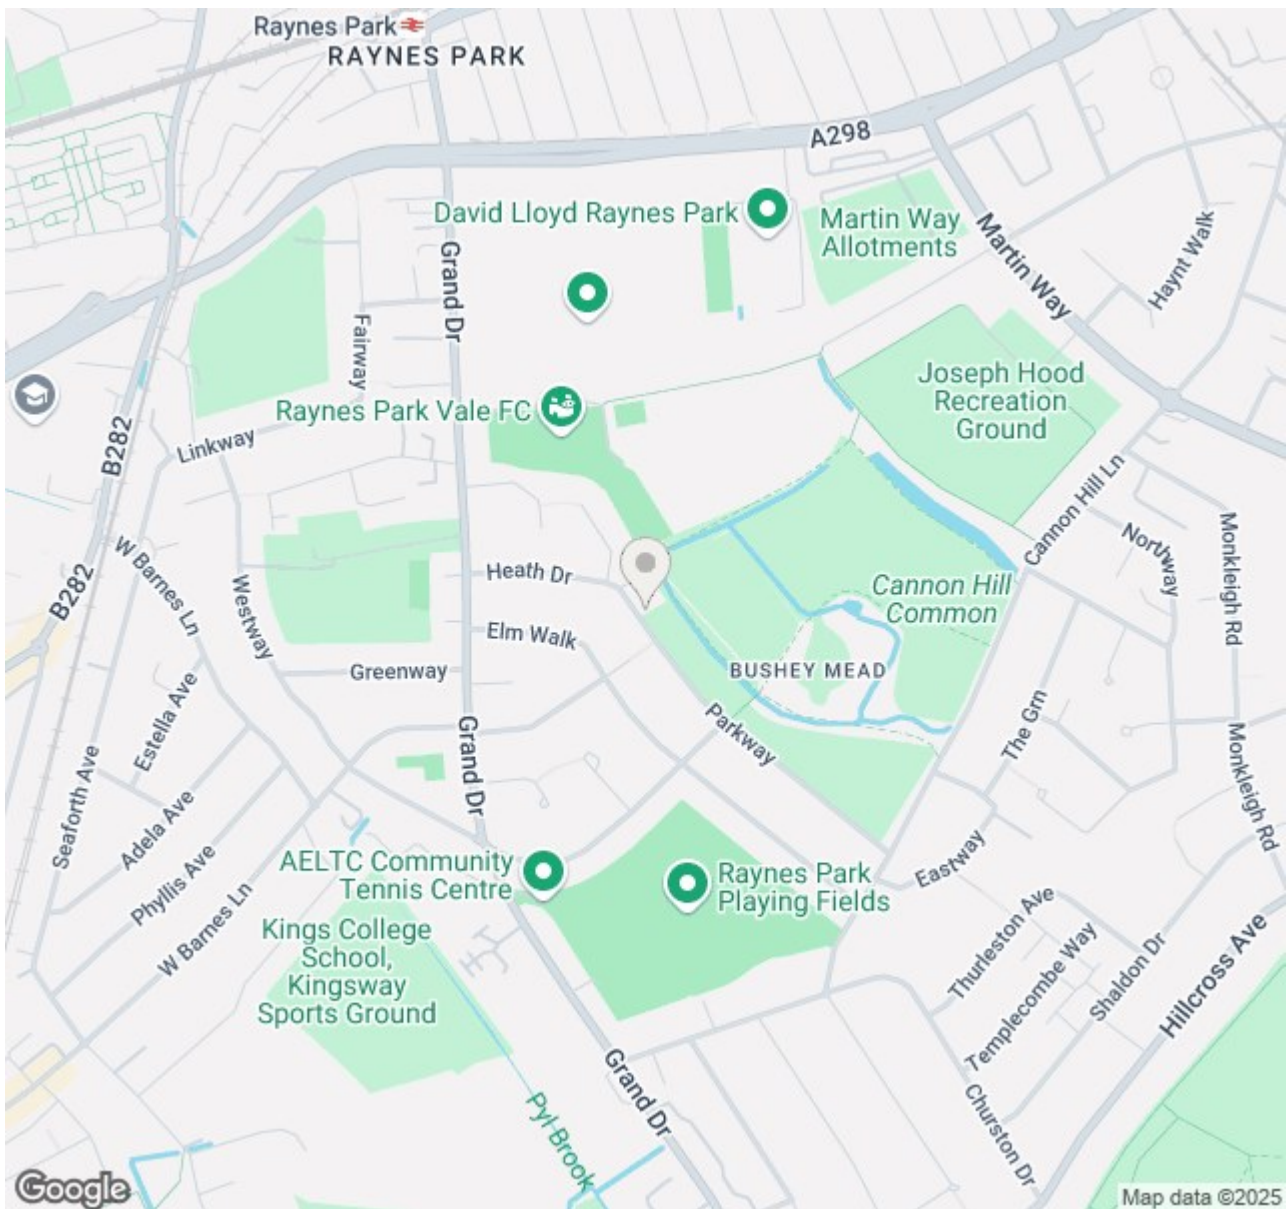 Raynes Park
RAYNES PARK
A298
David Lloyd Raynes Park
Martin Way
Allotments
Martin Way
Haynt Walk
Grand Dr
Fairway
Joseph Hood
Recreation
Ground
Raynes Park Vale FC
Linkway
B282
Cannon Hill Ln
Northway
Monkleigh Rd
W Barnes Ln
B282
Westway
Heath Dr
Cannon Hill
Common
Elm Walk
Greenway
BUSHEY MEAD
Estella Ave
Grand Dr
Parkway
The Grn
Monkleigh Rd
Seaforth Ave
Adela Ave
Phyllis Ave
W Barnes Ln
AELTC Community
Tennis Centre
Raynes Park
Playing Fields
Eastway
Kings College
School,
Kingsway
Sports Ground
Thurleston Ave
Templecombe Way
Shaldon Dr
Hillcross Ave
Grand Dr
Pyl Brook
Churston Dr
Google
Map data ©2025